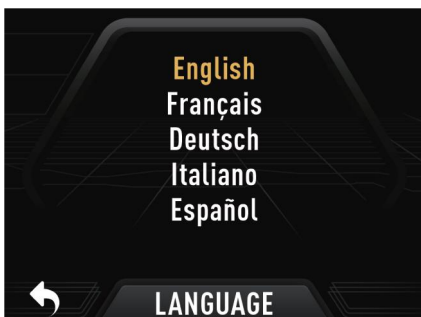 English
Français
Deutsch
Italiano
Español
LANGUAGE